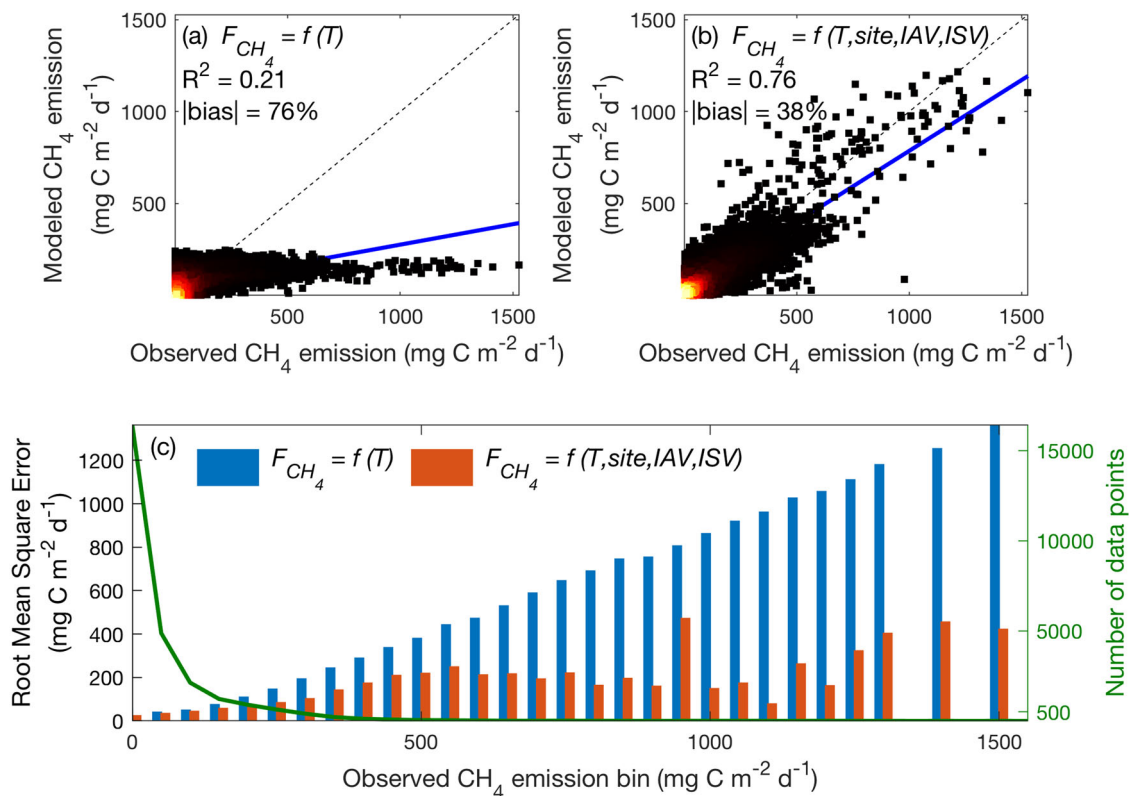 (a) F_CH4 = f (T)
R² = 0.21
|bias| = 76%
Modeled CH₄ emission
(mg C m⁻² d⁻¹)
1500
1000
500
500 1000 1500
Observed CH₄ emission (mg C m⁻² d⁻¹)
(b) F_CH4 = f (T,site,IAV,ISV)
R² = 0.76
|bias| = 38%
Modeled CH₄ emission
(mg C m⁻² d⁻¹)
1500
1000
500
500 1000 1500
Observed CH₄ emission (mg C m⁻² d⁻¹)
(c) F_CH4 = f (T) F_CH4 = f (T,site,IAV,ISV)
Root Mean Square Error
(mg C m⁻² d⁻¹)
1200
1000
800
600
400
200
0
15000
10000
5000
500
Number of data points
0 500 1000 1500
Observed CH₄ emission bin (mg C m⁻² d⁻¹)